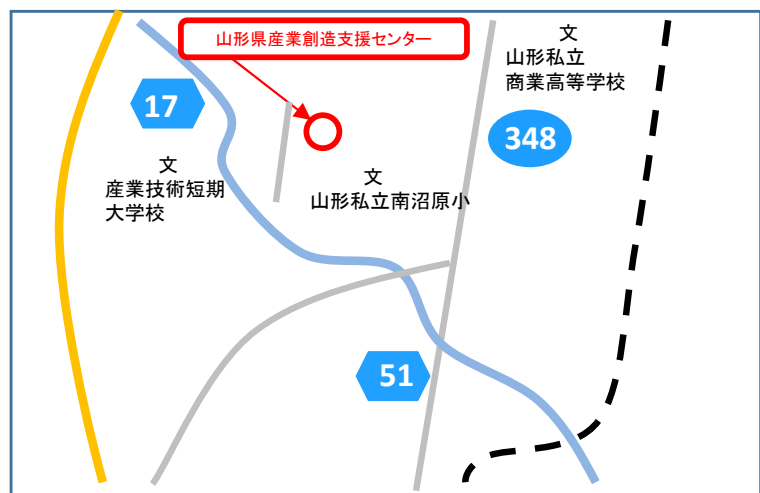 山形県産業創造支援センター
文
山形私立
商業高等学校
17
348
文
産業技術短期
大学校
文
山形私立南沼原小
51